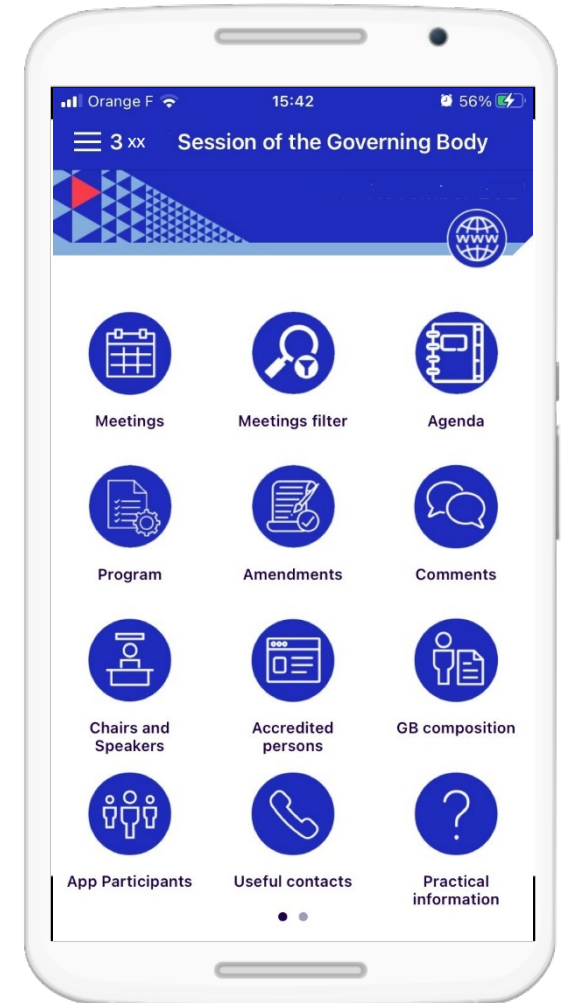 Orange F 15:42 56%
3 xx Session of the Governing Body
www
Meetings Meetings filter Agenda
Program Amendments Comments
Chairs and Speakers Accredited persons GB composition
App Participants Useful contacts Practical information